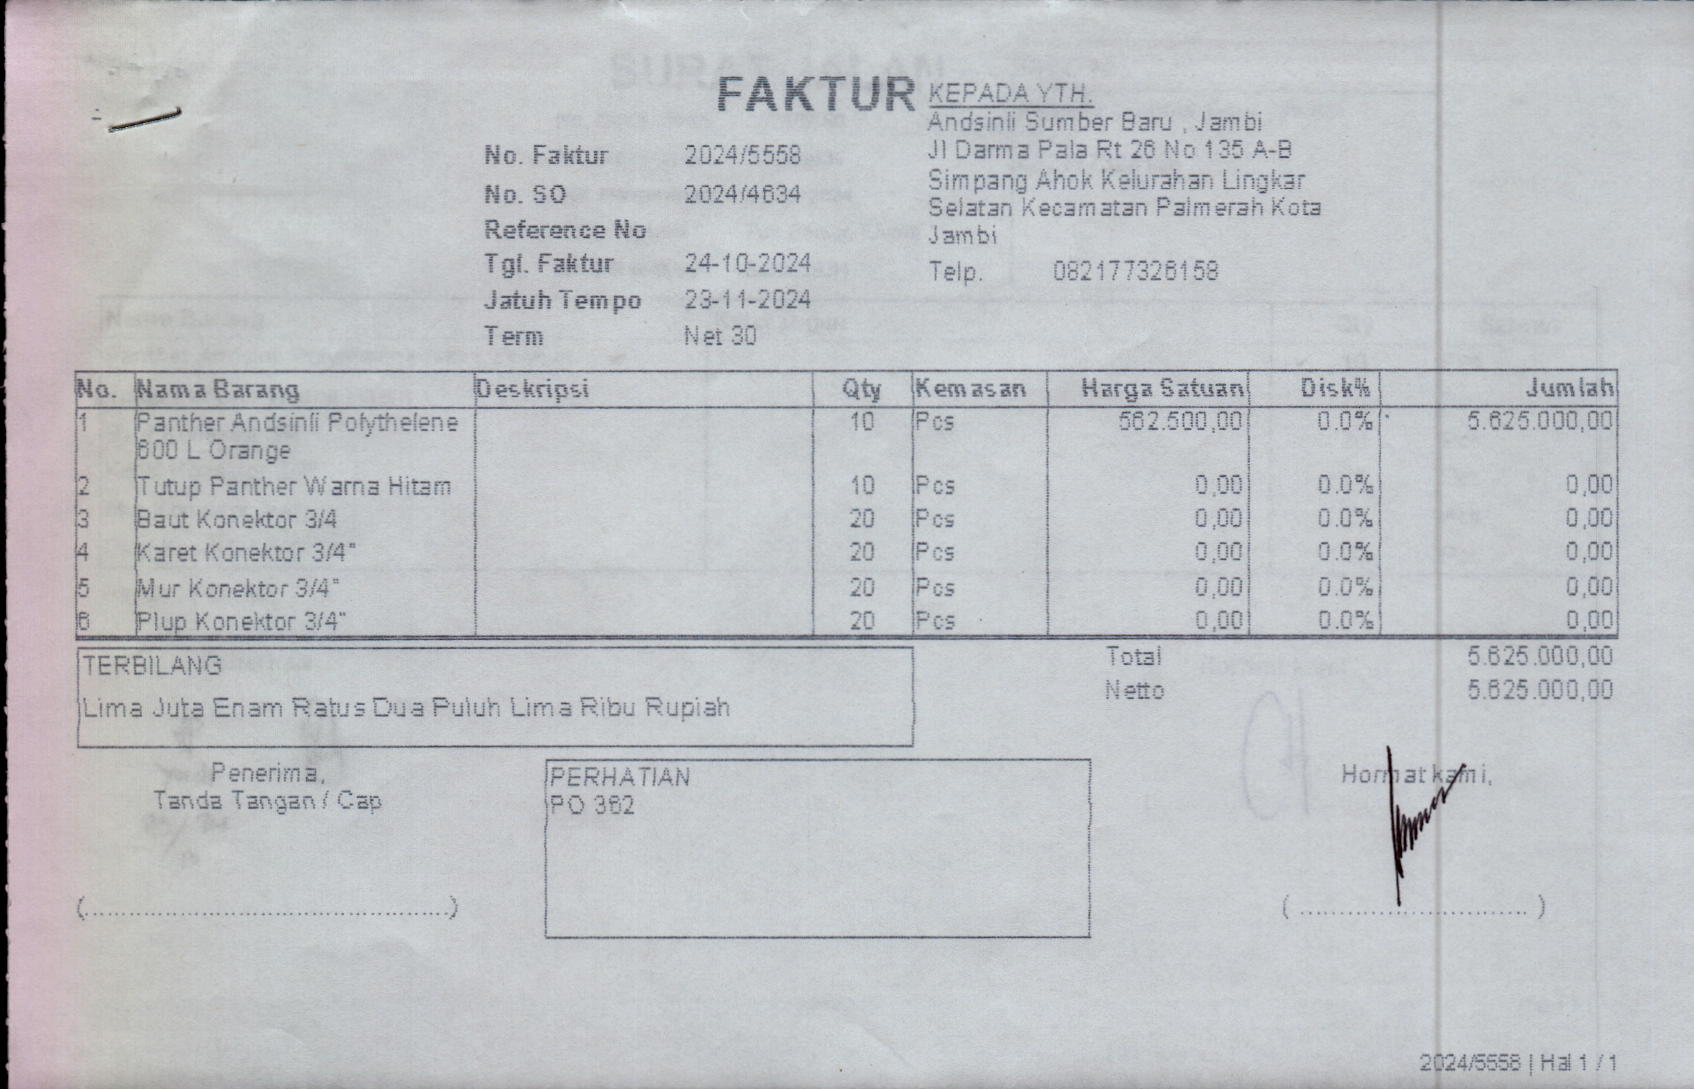 FAKTUR
KEPADA YTH.
Andsinli Sumber Baru , Jambi
Jl Darma Pala Rt 26 No 135 A-B
Simpang Ahok Kelurahan Lingkar
Selatan Kecamatan Palmerah Kota
Jambi
Telp. 082177326158
No. Faktur 2024/5558
No. SO 2024/4634
Reference No
Tgl. Faktur 24-10-2024
Jatuh Tempo 23-11-2024
Term Net 30
No. Nama Barang Deskripsi Qty Kemasan Harga Satuan Disk% Jumlah
1 Panther Andsinli Polythelene 10 Pcs 562.500,00 0.0% 5.625.000,00
600 L Orange
2 Tutup Panther Warna Hitam 10 Pcs 0,00 0.0% 0,00
3 Baut Konektor 3/4 20 Pcs 0,00 0.0% 0,00
4 Karet Konektor 3/4" 20 Pcs 0,00 0.0% 0,00
5 Mur Konektor 3/4" 20 Pcs 0,00 0.0% 0,00
6 Plup Konektor 3/4" 20 Pcs 0,00 0.0% 0,00
TERBILANG
Lima Juta Enam Ratus Dua Puluh Lima Ribu Rupiah
Total 5.625.000,00
Netto 5.625.000,00
Penerima,
Tanda Tangan / Cap
(................................................)
PERHATIAN
PO 362
Hormat kami,
( .............................. )
2024/5558 | Hal 1 / 1